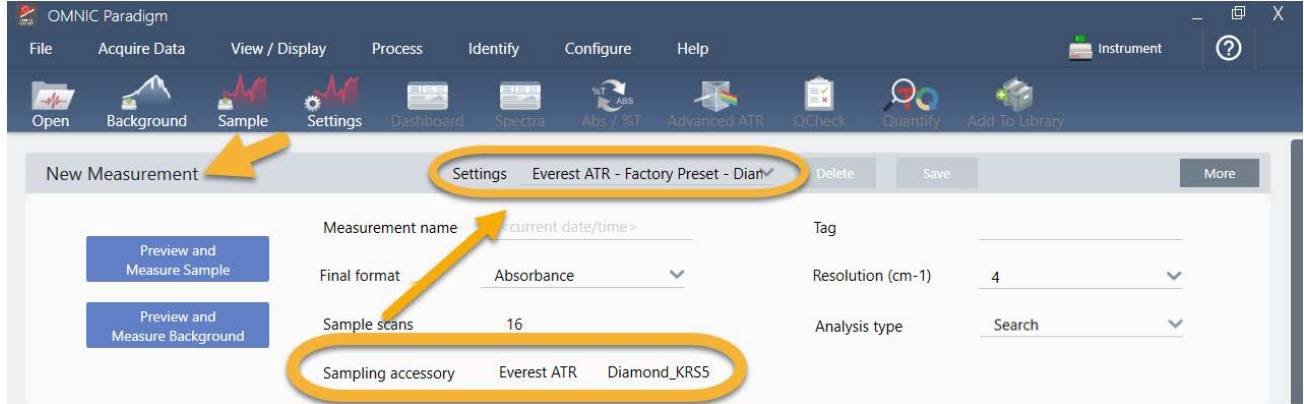 OMNIC Paradigm
File Acquire Data View / Display Process Identify Configure Help Instrument
%T ABS
Open Background Sample Settings Dashboard Spectra Abs / %T Advanced ATR QCheck Quantify Add To Library
New Measurement Settings Everest ATR - Factory Preset - Diar Delete Save More
Measurement name <current date/time> Tag
Preview and
Measure Sample
Final format Absorbance Resolution (cm-1) 4
Preview and
Measure Background
Sample scans 16 Analysis type Search
Sampling accessory Everest ATR Diamond_KRS5